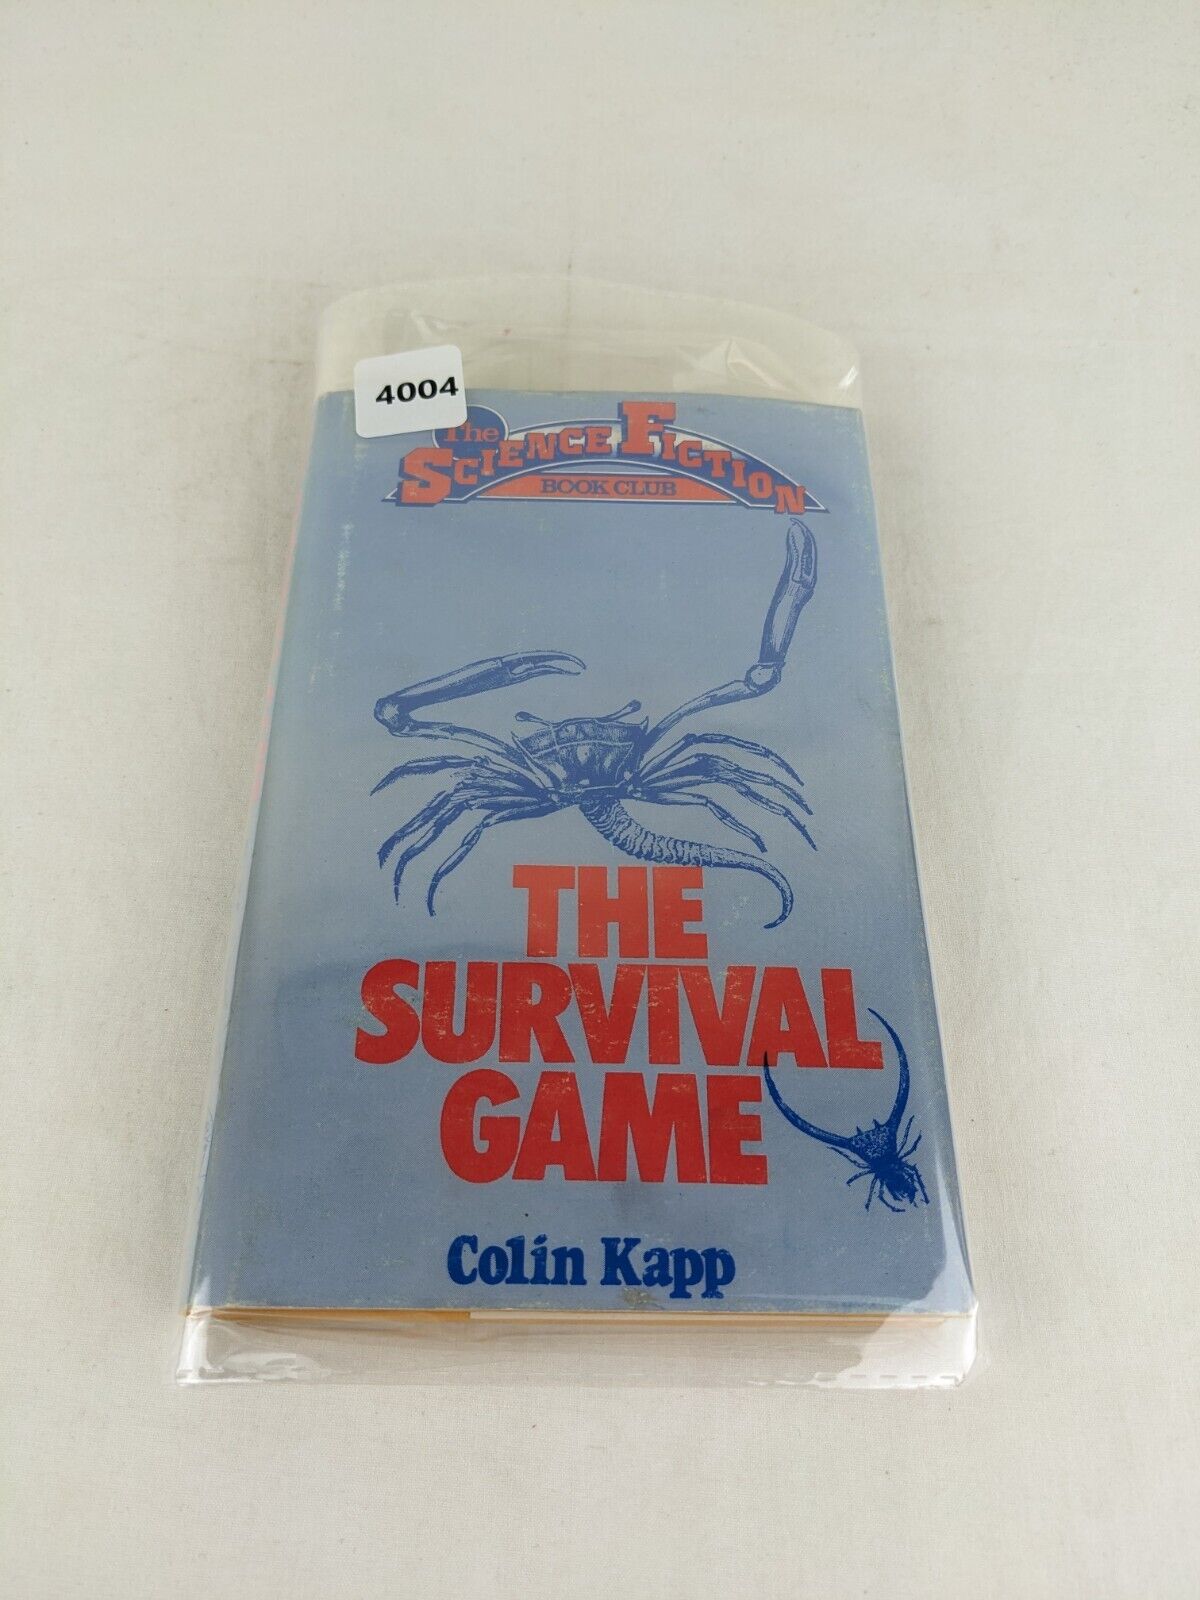 4004
The
SCIENCE FICTION
BOOK CLUB
THE
SURVIVAL
GAME
Colin Kapp